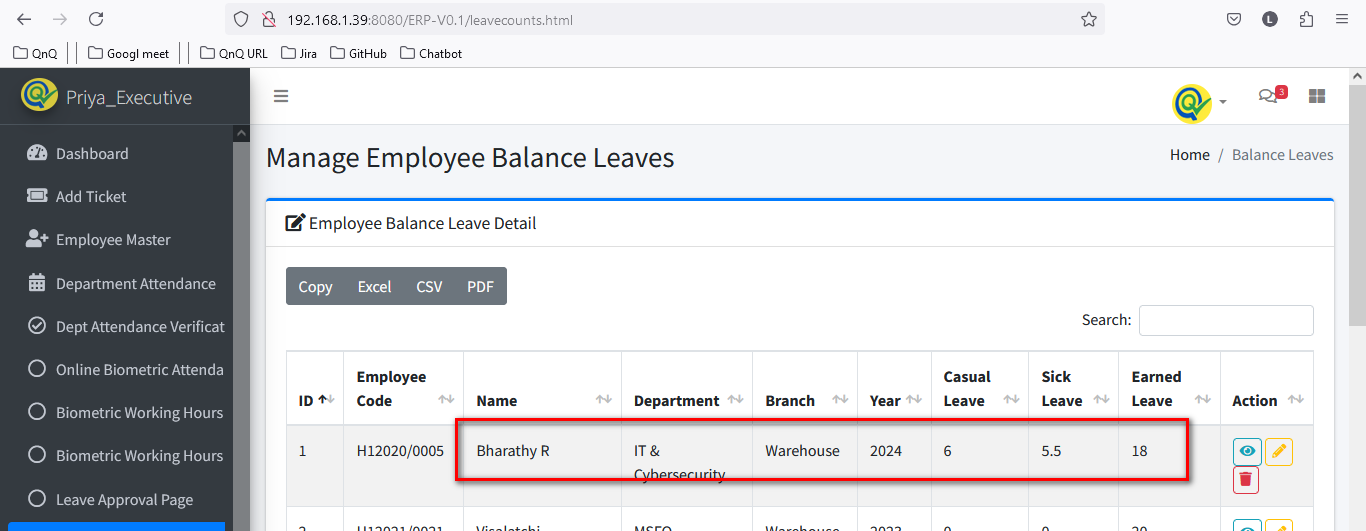 192.168.1.39:8080/ERP-V0.1/leavecounts.html
L
QnQ
Googl meet
QnQ URL
Jira
GitHub
Chatbot
Priya_Executive
3
Dashboard
Add Ticket
Employee Master
Department Attendance
Dept Attendance Verificat
Online Biometric Attenda
Biometric Working Hours
Biometric Working Hours
Leave Approval Page
Manage Employee Balance Leaves
Home / Balance Leaves
Employee Balance Leave Detail
Copy Excel CSV PDF
Search:
ID Employee Code Name Department Branch Year Casual Leave Sick Leave Earned Leave Action
1 H12020/0005 Bharathy R IT & Cybersecurity Warehouse 2024 6 5.5 18